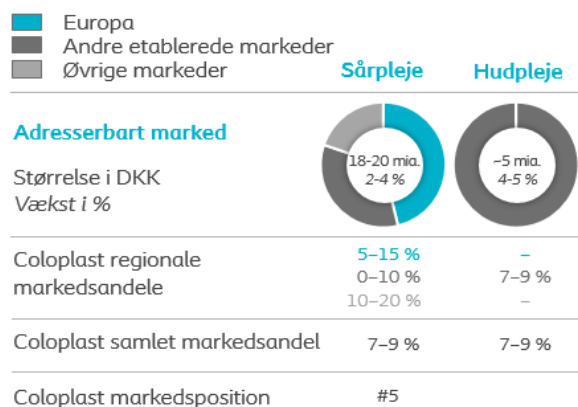 Europa
Andre etablerede markeder
Øvrige markeder
Sårpleje Hudpleje
Adresserbart marked
Størrelse i DKK
Vækst i %
18-20 mia.
2-4 %
~5 mia.
4-5 %
Coloplast regionale
markedsandele
5–15 % –
0–10 % 7–9 %
10–20 % –
Coloplast samlet markedsandel 7–9 % 7–9 %
Coloplast markedsposition #5